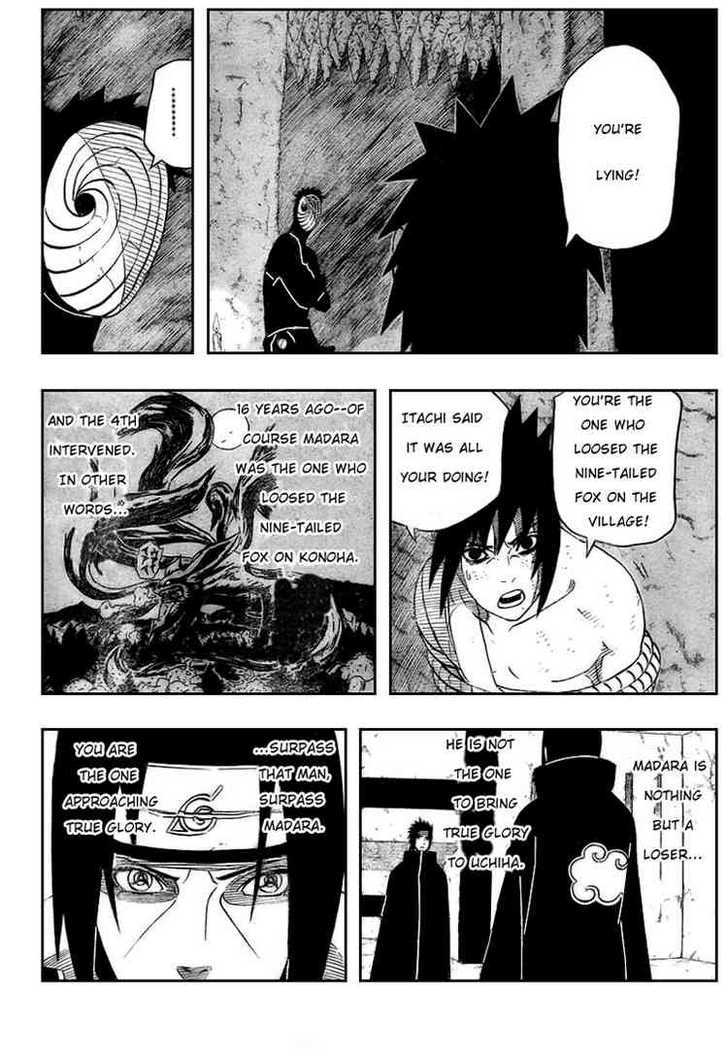 YOU'RE
LYING!
.........
YOU'RE THE
ONE WHO
LOOSED THE
NINE-TAILED
FOX ON THE
VILLAGE!
ITACHI SAID
IT WAS ALL
YOUR DOING!
16 YEARS AGO--OF
COURSE MADARA
WAS THE ONE WHO
LOOSED THE
NINE-TAILED
FOX ON KONOHA.
AND THE 4TH
INTERVENED.
IN OTHER
WORDS...
MADARA IS
NOTHING
BUT A
LOSER...
HE IS NOT
THE ONE
TO BRING
TRUE GLORY
TO UCHIHA.
...SURPASS
THAT MAN,
SURPASS
MADARA.
YOU ARE
THE ONE
APPROACHING
TRUE GLORY.